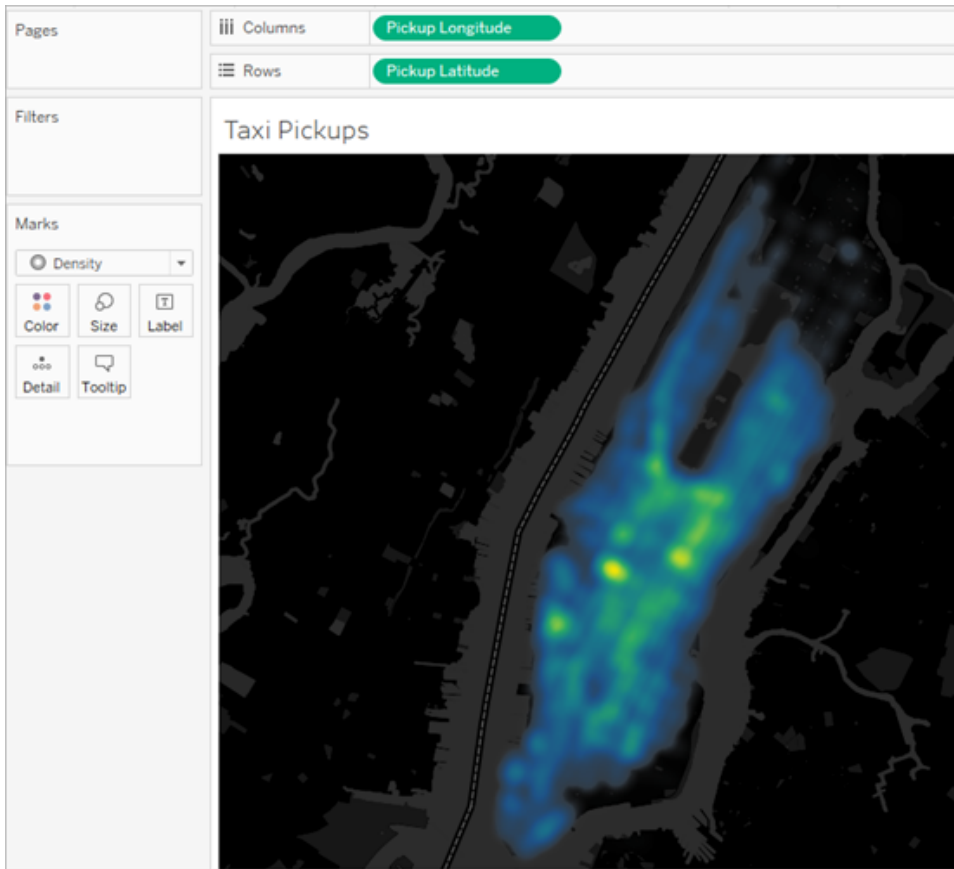 Pages
Columns
Pickup Longitude
Rows
Pickup Latitude
Filters
Taxi Pickups
Marks
Density
Color
Size
T
Label
Detail
Tooltip